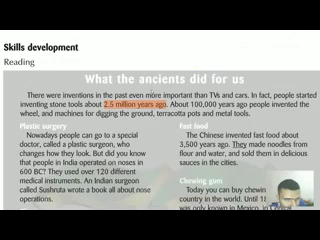 Skills development
Reading
What the ancients did for us
There were inventions in the past even more important than TVs and cars. In fact, people started
inventing stone tools about 2.5 million years ago. About 100,000 years ago people invented the
wheel, and machines for digging the ground, terracotta pots and metal tools.
Plastic surgery
Nowadays people can go to a special
doctor, called a plastic surgeon, who
changes how they look. But did you know
that people in India operated on noses in
600 BC? They used over 120 different
medical instruments. An Indian surgeon
called Sushruta wrote a book all about nose
operations.
Fast food
The Chinese invented fast food about
3,500 years ago. They made noodles from
flour and water, and sold them in delicious
sauces in the cities.
Chewing gum
Today you can buy chewin
country in the world. Until 18
was only known in Mexico, in Central